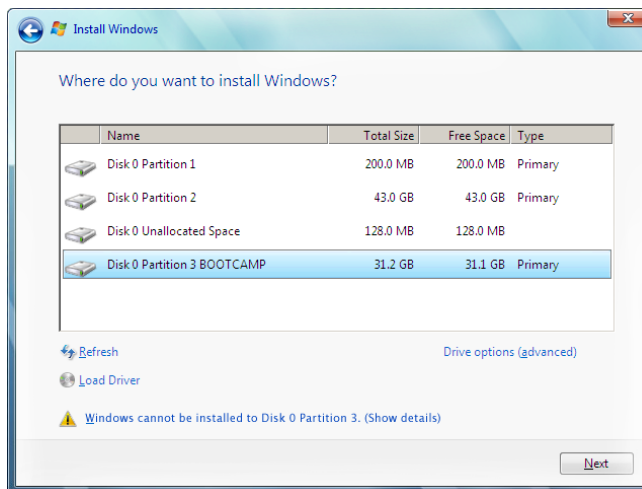 Install Windows
Where do you want to install Windows?
Name Total Size Free Space Type
Disk 0 Partition 1 200.0 MB 200.0 MB Primary
Disk 0 Partition 2 43.0 GB 43.0 GB Primary
Disk 0 Unallocated Space 128.0 MB 128.0 MB
Disk 0 Partition 3 BOOTCAMP 31.2 GB 31.1 GB Primary
Refresh Drive options (advanced)
Load Driver
Windows cannot be installed to Disk 0 Partition 3. (Show details)
Next